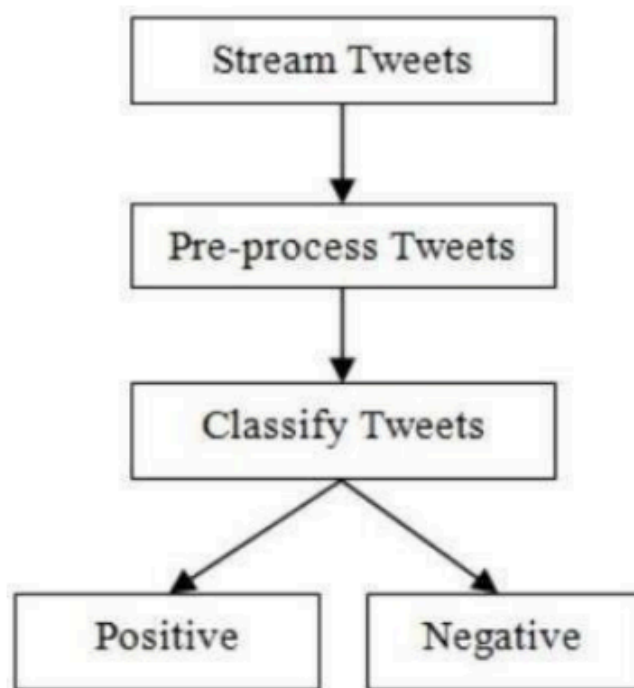 Stream Tweets
Pre-process Tweets
Classify Tweets
Positive
Negative